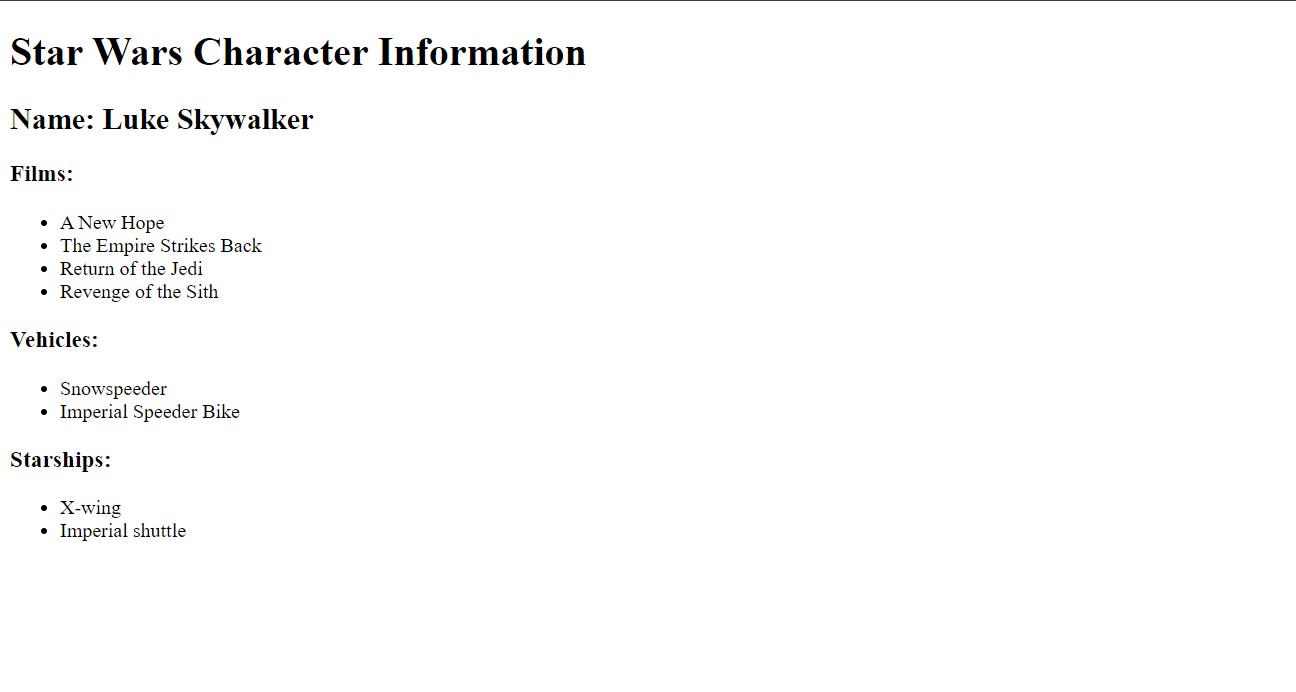 Star Wars Character Information
Name: Luke Skywalker
Films:
A New Hope
The Empire Strikes Back
Return of the Jedi
Revenge of the Sith
Vehicles:
Snowspeeder
Imperial Speeder Bike
Starships:
X-wing
Imperial shuttle